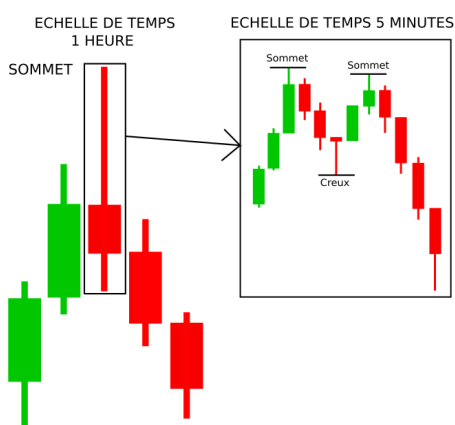 ECHELLE DE TEMPS
1 HEURE
SOMMET
ECHELLE DE TEMPS 5 MINUTES
Sommet
Sommet
Creux